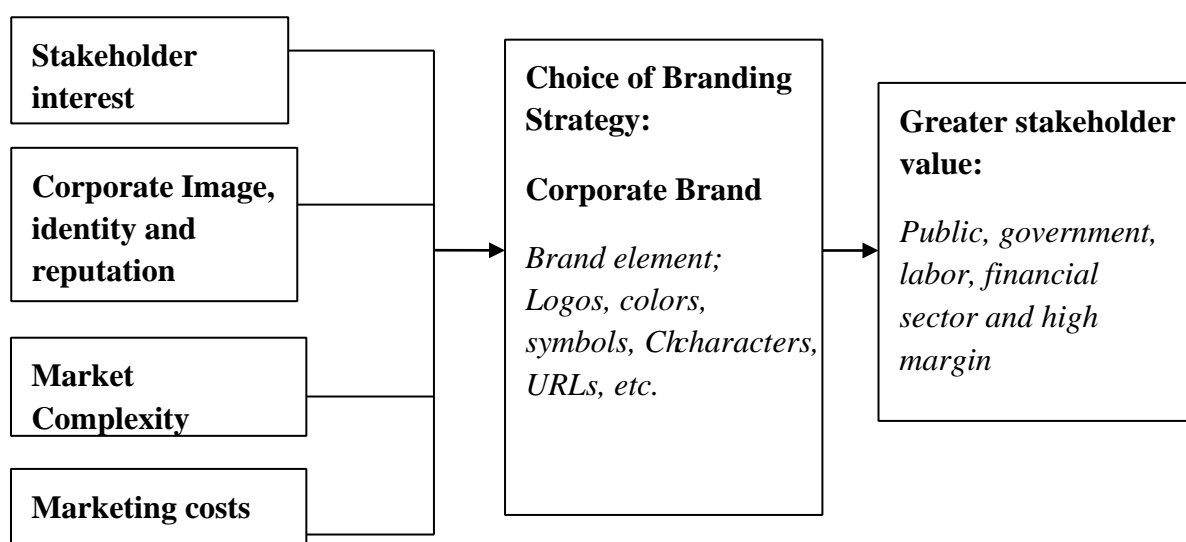 Stakeholder
interest
Corporate Image,
identity and
reputation
Market
Complexity
Marketing costs
Choice of Branding
Strategy:
Corporate Brand
Brand element;
Logos, colors,
symbols, Chcharacters,
URLs, etc.
Greater stakeholder
value:
Public, government,
labor, financial
sector and high
margin